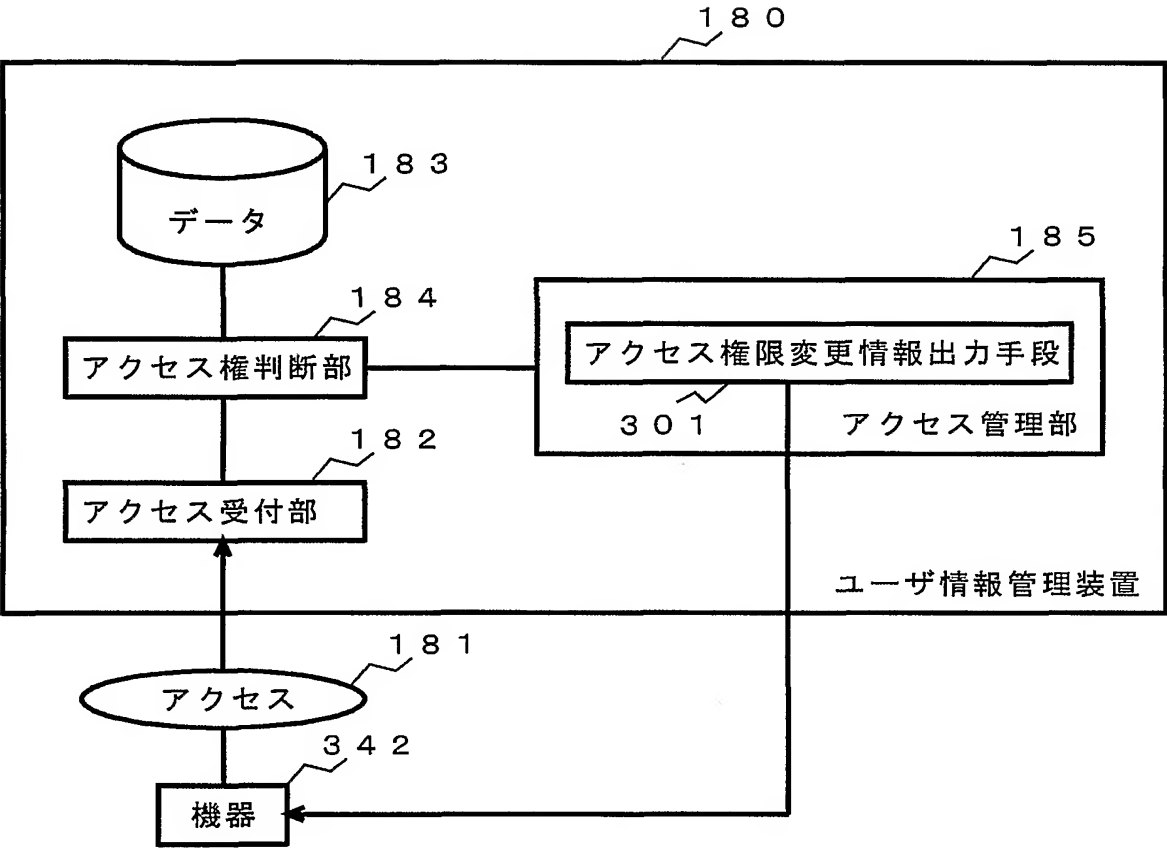 １８０
１８３
データ
１８５
１８４
アクセス権限変更情報出力手段
アクセス権判断部
３０１
アクセス管理部
１８２
アクセス受付部
ユーザ情報管理装置
１８１
アクセス
３４２
機器